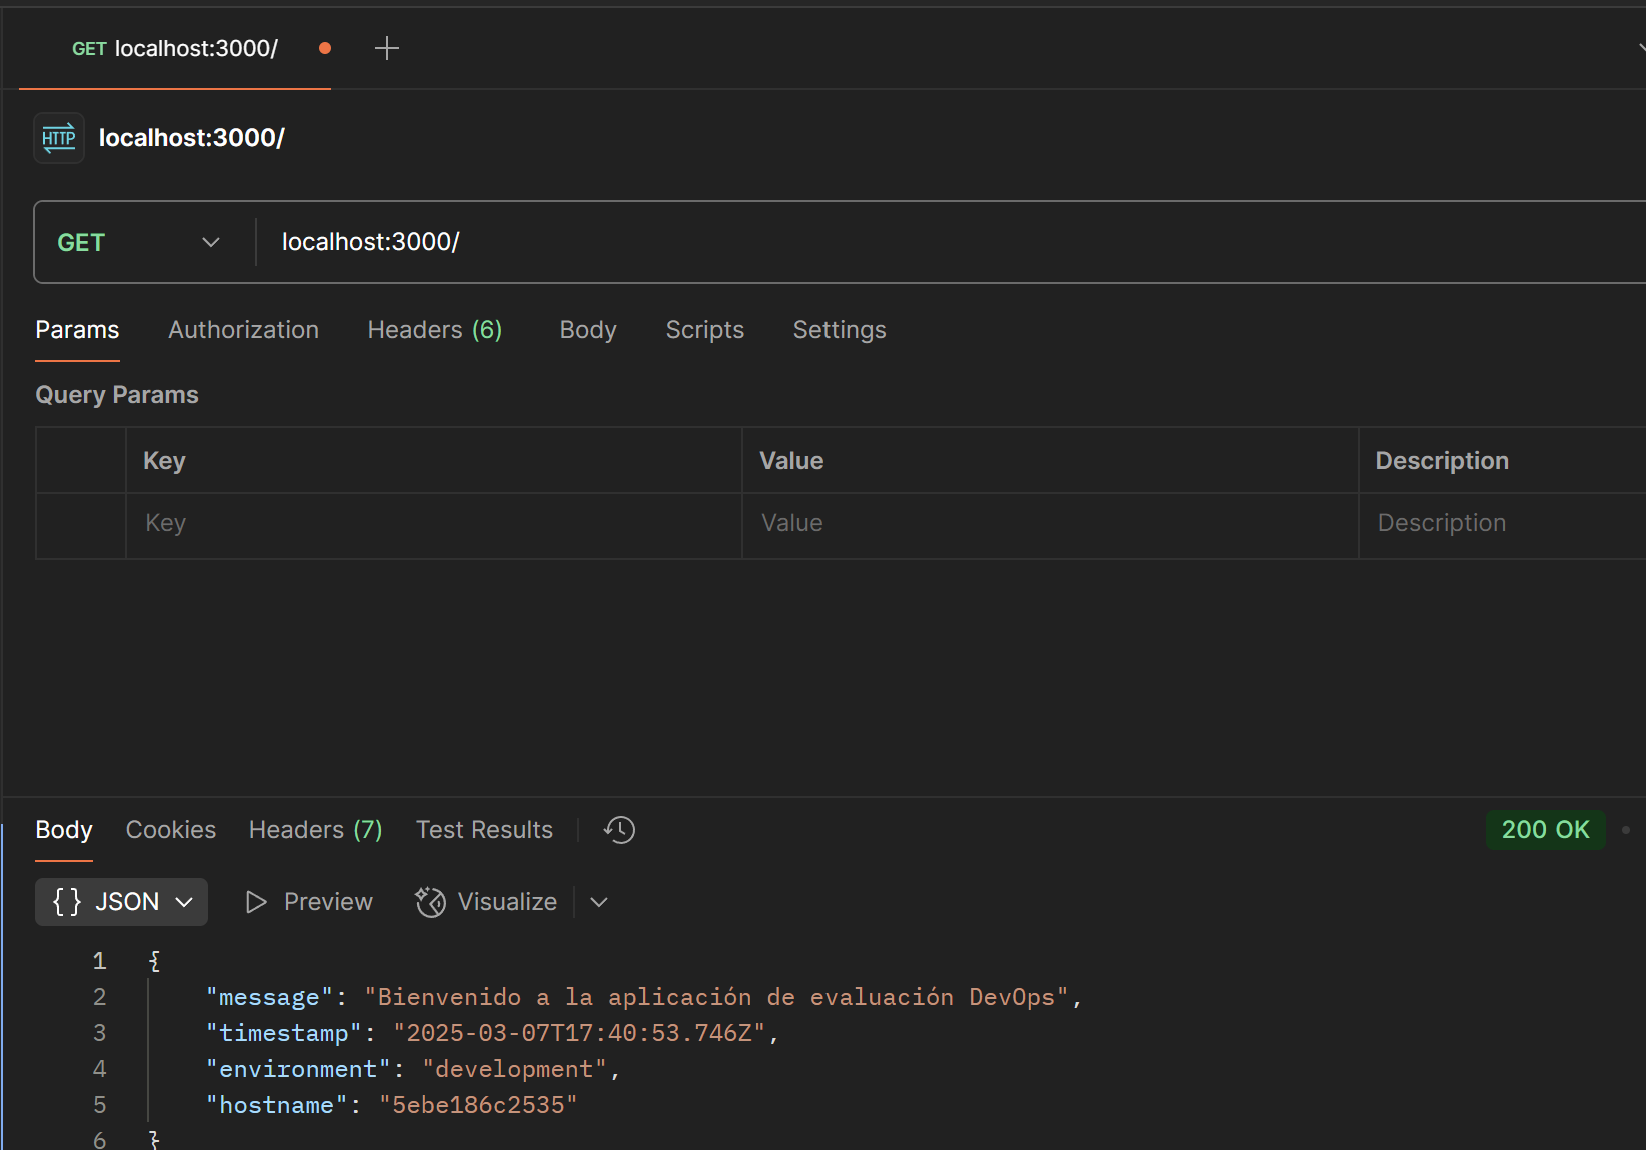 GET localhost:3000/
HTTP localhost:3000/
GET localhost:3000/
Params Authorization Headers (6) Body Scripts Settings
Query Params
Key Value Description
Key Value Description
Body Cookies Headers (7) Test Results 200 OK
{ } JSON Preview Visualize
1 {
2 "message": "Bienvenido a la aplicación de evaluación DevOps",
3 "timestamp": "2025-03-07T17:40:53.746Z",
4 "environment": "development",
5 "hostname": "5ebe186c2535"
6 }